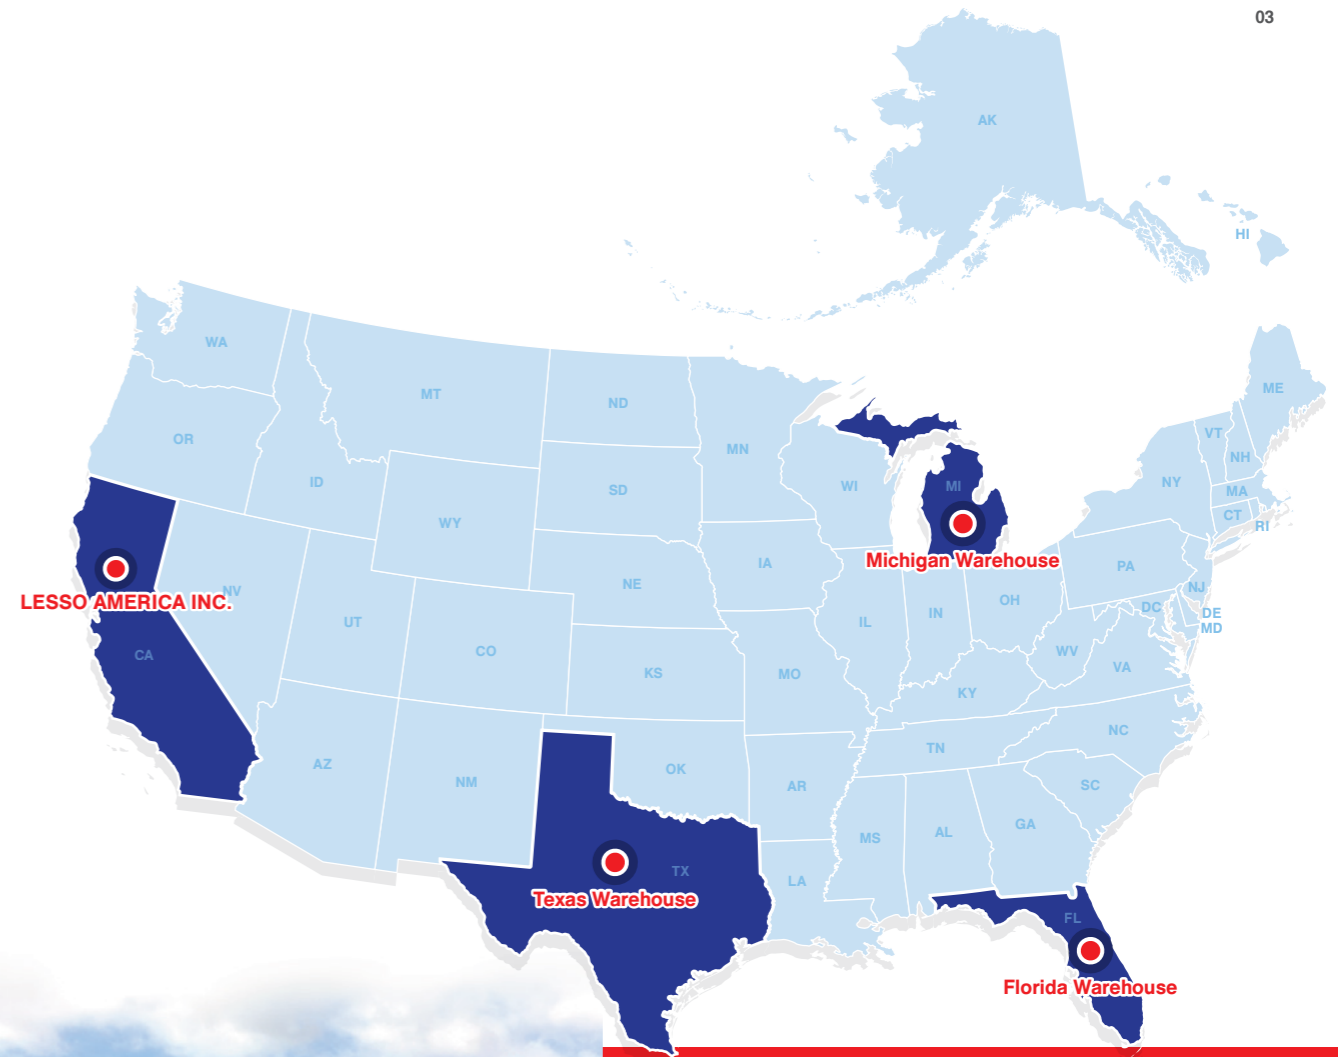 03
AK
HI
WA
MT
ND
MN
ME
VT
NH
OR
ID
SD
WI
MI
NY
MA
CT
RI
WY
Michigan Warehouse
LESSO AMERICA INC.
NV
NE
IA
PA
NJ
OH
DC
DE
MD
IN
IL
UT
CO
CA
KS
MO
WV
VA
KY
NC
TN
AZ
NM
OK
AR
SC
MS
AL
GA
TX
LA
Texas Warehouse
FL
Florida Warehouse